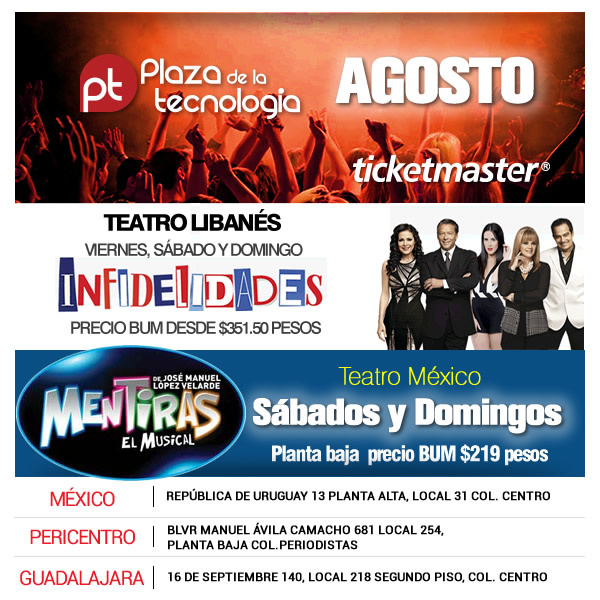 pt Plaza de la
tecnologia
AGOSTO
ticketmaster®
TEATRO LIBANÉS
VIERNES, SÁBADO Y DOMINGO
INFIDELIDADES
PRECIO BUM DESDE $351.50 PESOS
DE JOSÉ MANUEL
LÓPEZ VELARDE
MENTIRAS
EL MUSICAL
Teatro México
Sábados y Domingos
Planta baja precio BUM $219 pesos
MÉXICO
REPÚBLICA DE URUGUAY 13 PLANTA ALTA, LOCAL 31 COL. CENTRO
PERICENTRO
BLVR MANUEL ÁVILA CAMACHO 681 LOCAL 254,
PLANTA BAJA COL.PERIODISTAS
GUADALAJARA
16 DE SEPTIEMBRE 140, LOCAL 218 SEGUNDO PISO, COL. CENTRO